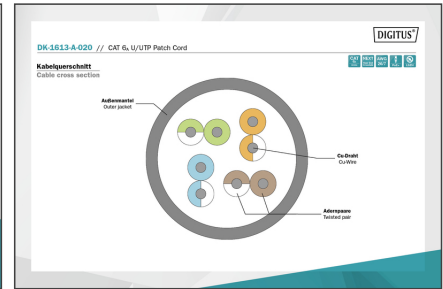 DIGITUS®
DK-1613-A-020 // CAT 6A U/UTP Patch Cord
Kabelquerschnitt
Cable cross section
Außenmantel
Outer jacket
Cu-Draht
Cu-Wire
Adernpaare
Twisted pair